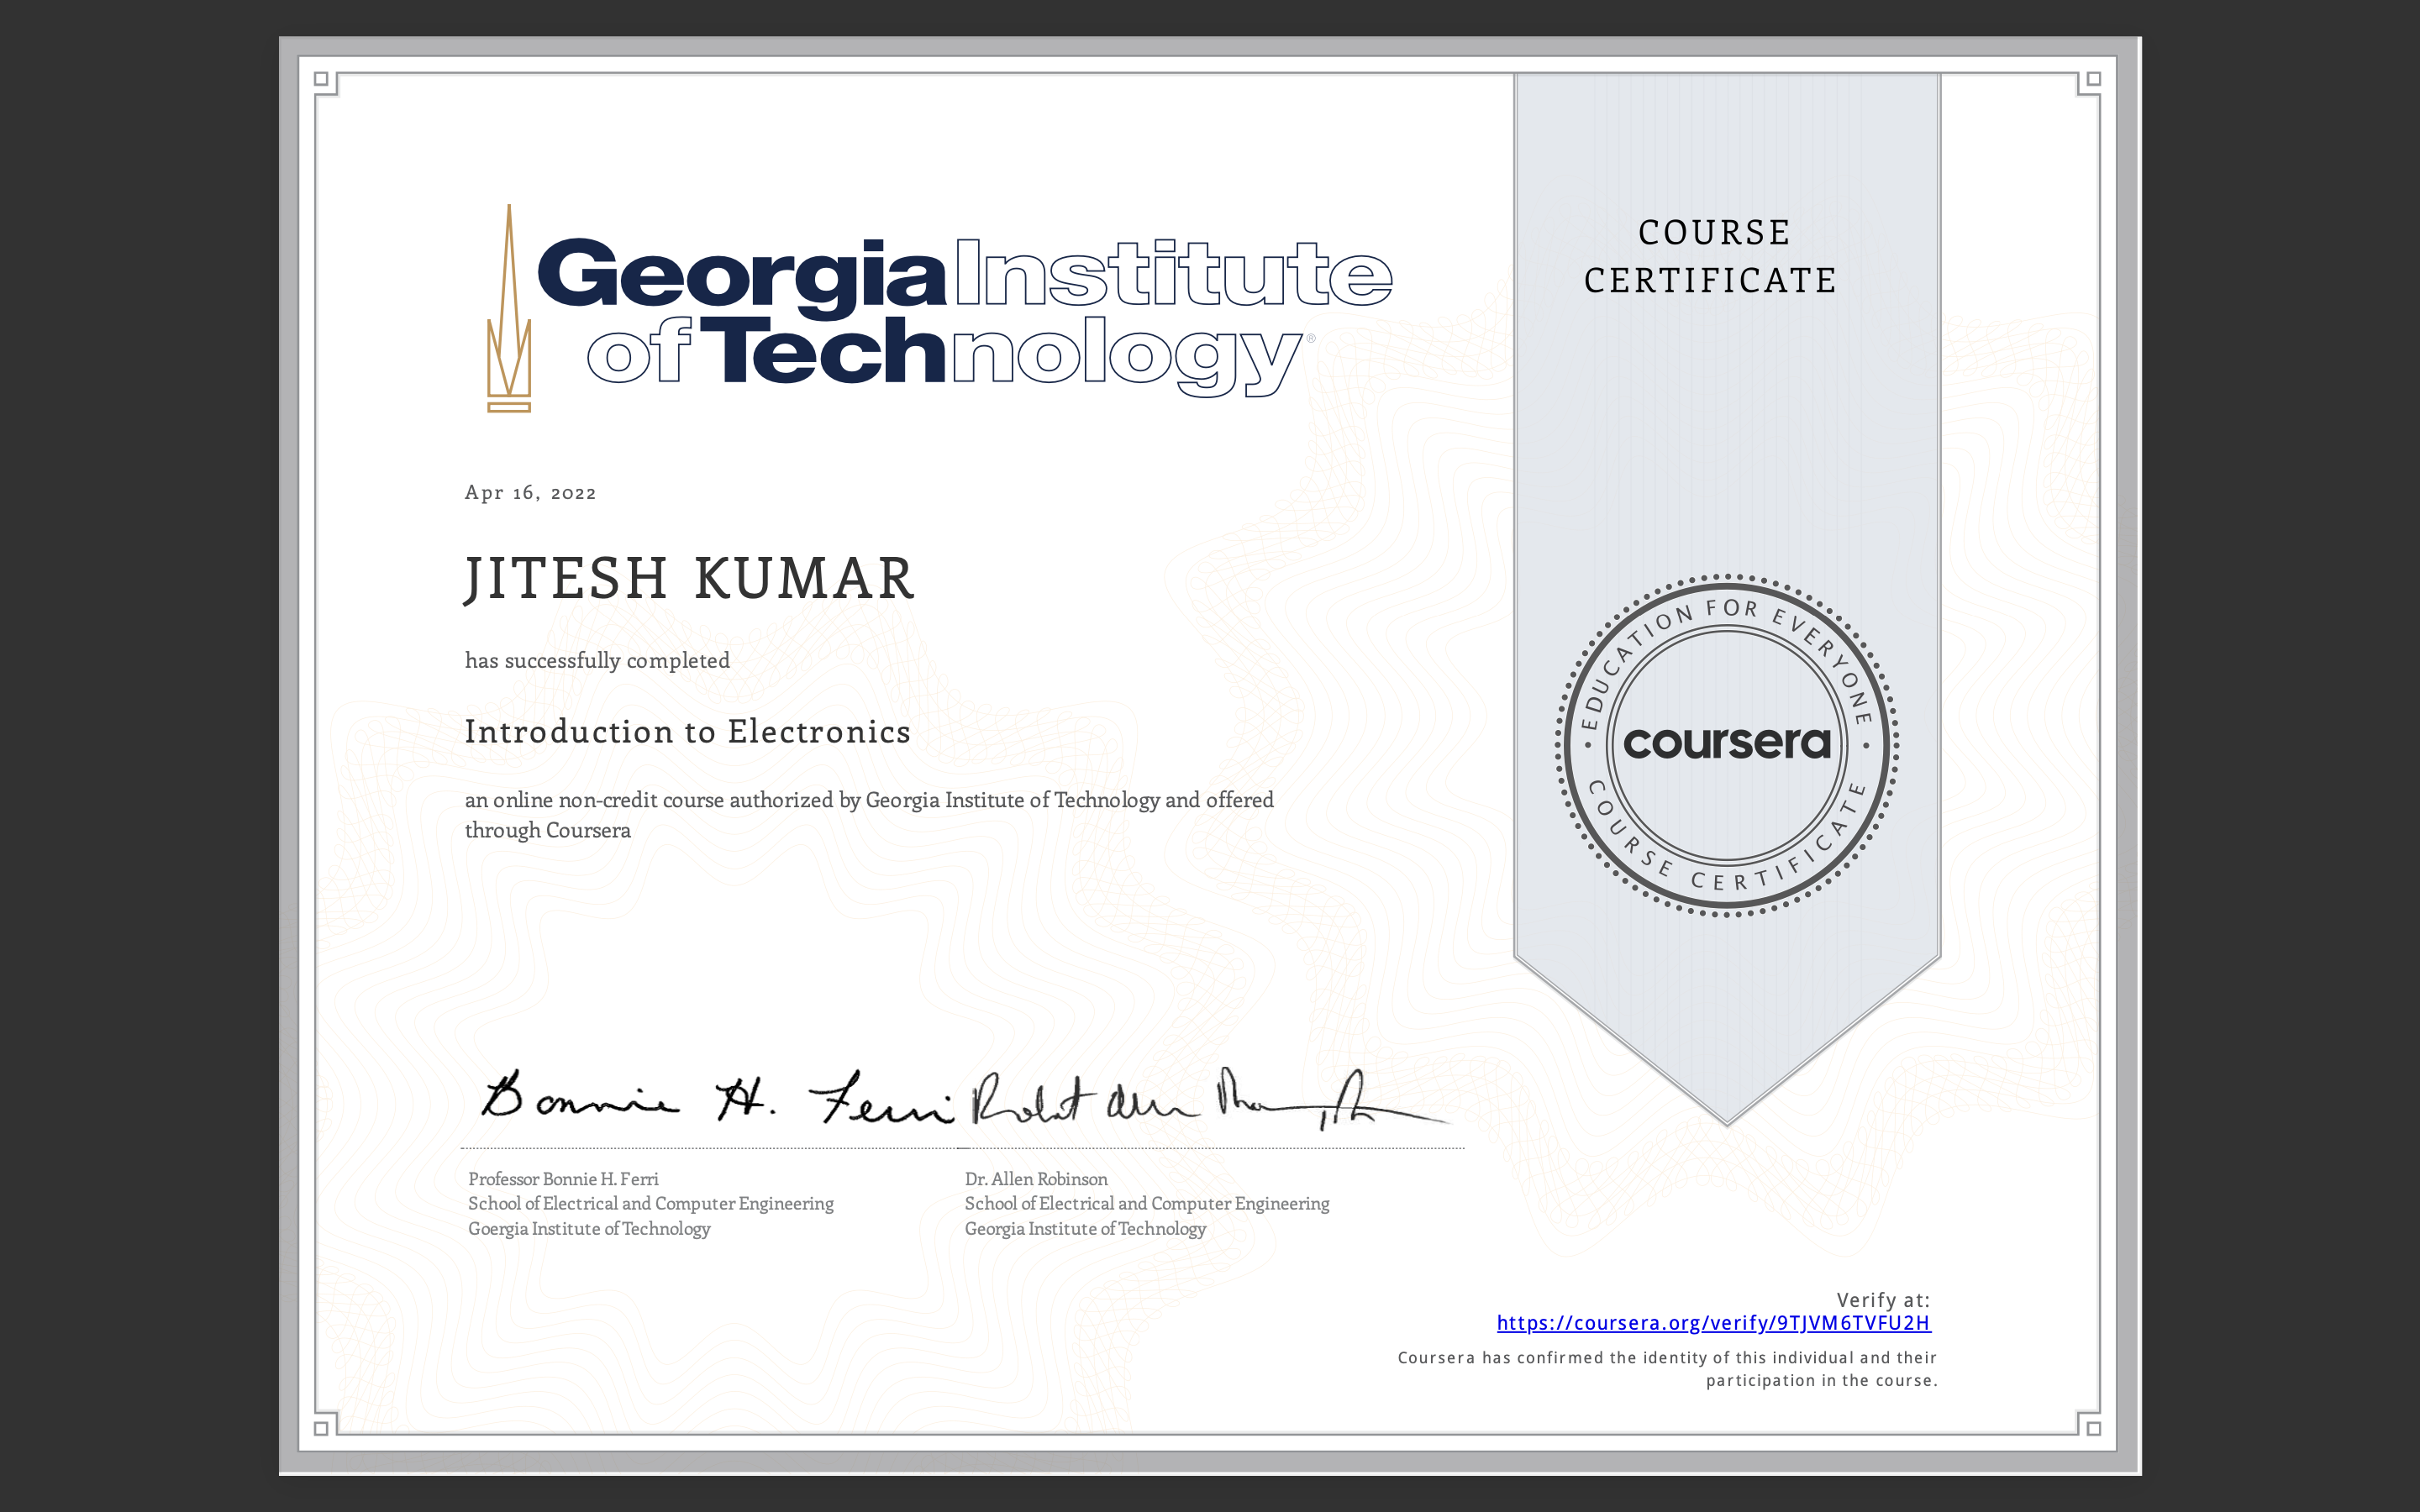 Georgia Institute
of Technology®
COURSE
CERTIFICATE
Apr 16, 2022
JITESH KUMAR
has successfully completed
Introduction to Electronics
an online non-credit course authorized by Georgia Institute of Technology and offered
through Coursera
EDUCATION FOR EVERYONE
coursera
COURSE CERTIFICATE
Bonnie H. Ferri
Robert Allen Robinson
Professor Bonnie H. Ferri
School of Electrical and Computer Engineering
Goergia Institute of Technology
Dr. Allen Robinson
School of Electrical and Computer Engineering
Georgia Institute of Technology
Verify at:
https://coursera.org/verify/9TJVM6TVFU2H
Coursera has confirmed the identity of this individual and their
participation in the course.